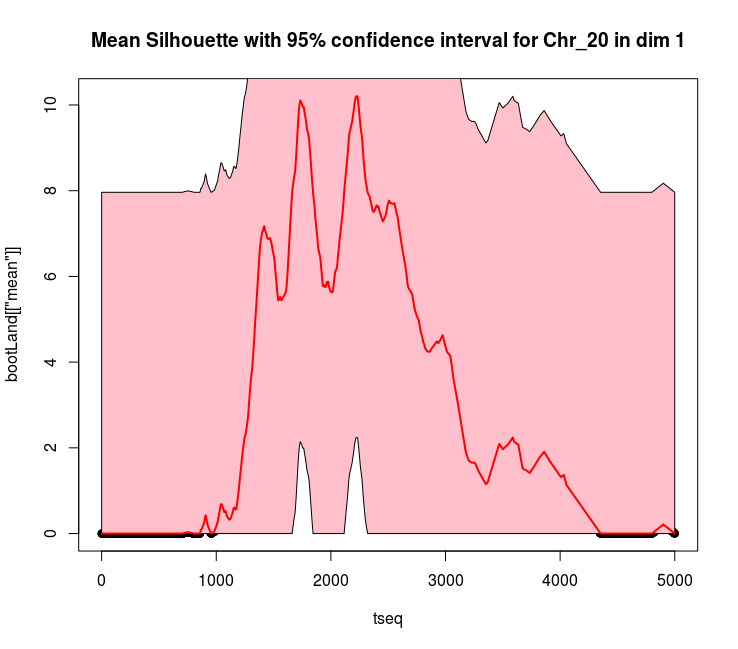 Mean Silhouette with 95% confidence interval for Chr_20 in dim 1
bootLand[["mean"]]
10
8
6
4
2
0
0 1000 2000 3000 4000 5000
tseq